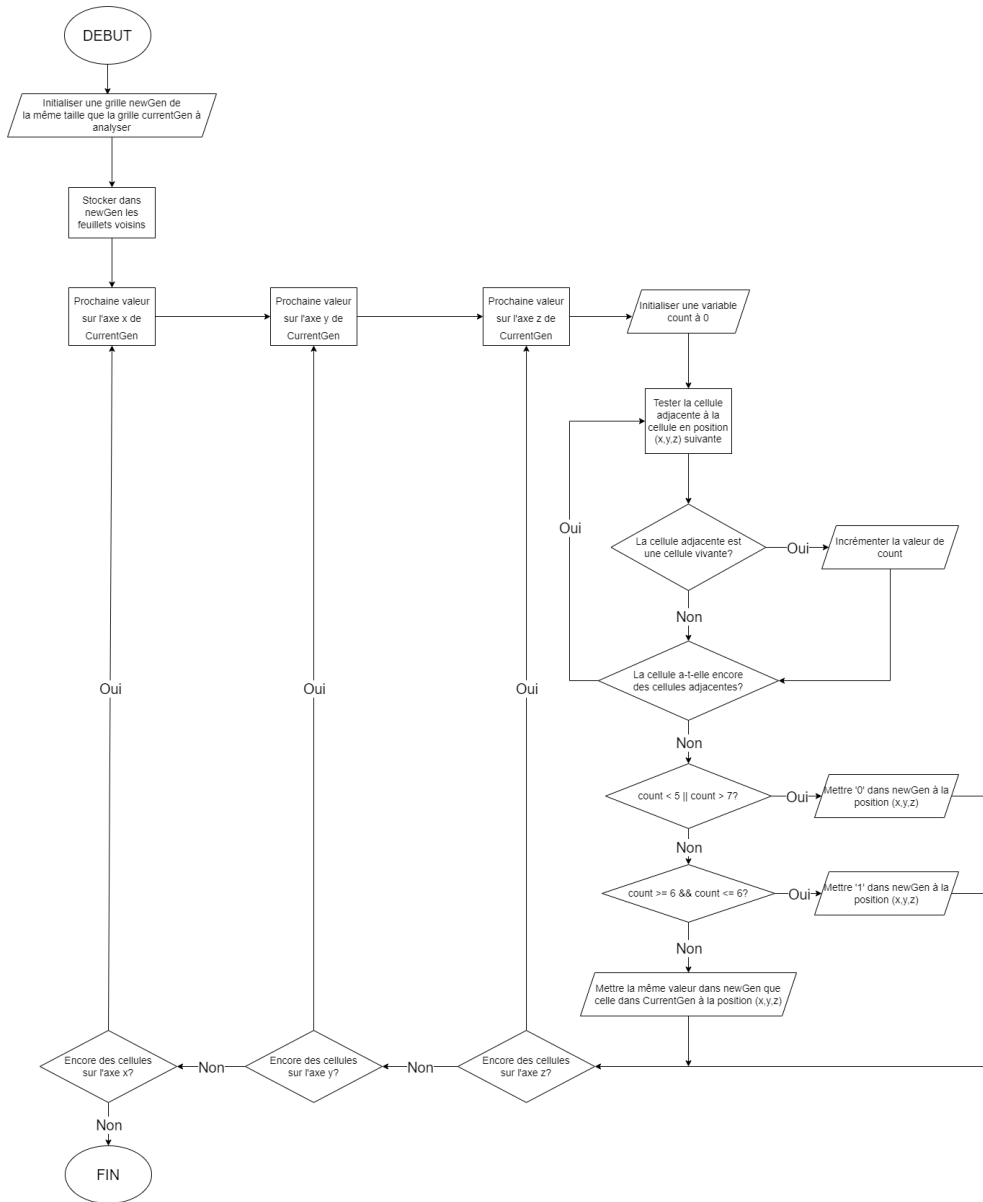 DEBUT
Initialiser une grille newGen de
la même taille que la grille currentGen à
analyser
Stocker dans
newGen les
feuillets voisins
Prochaine valeur
sur l'axe x de
CurrentGen
Prochaine valeur
sur l'axe y de
CurrentGen
Prochaine valeur
sur l'axe z de
CurrentGen
Initialiser une variable
count à 0
Tester la cellule
adjacente à la
cellule en position
(x,y,z) suivante
Oui
La cellule adjacente est
une cellule vivante?
Oui
Incrémenter la valeur de
count
Non
La cellule a-t-elle encore
des cellules adjacentes?
Oui
Oui
Oui
Non
count < 5 || count > 7?
Oui
Mettre '0' dans newGen à la
position (x,y,z)
Non
count >= 6 && count <= 6?
Oui
Mettre '1' dans newGen à la
position (x,y,z)
Non
Mettre la même valeur dans newGen que
celle dans CurrentGen à la position (x,y,z)
Encore des cellules
sur l'axe x?
Non
Encore des cellules
sur l'axe y?
Non
Encore des cellules
sur l'axe z?
Non
FIN